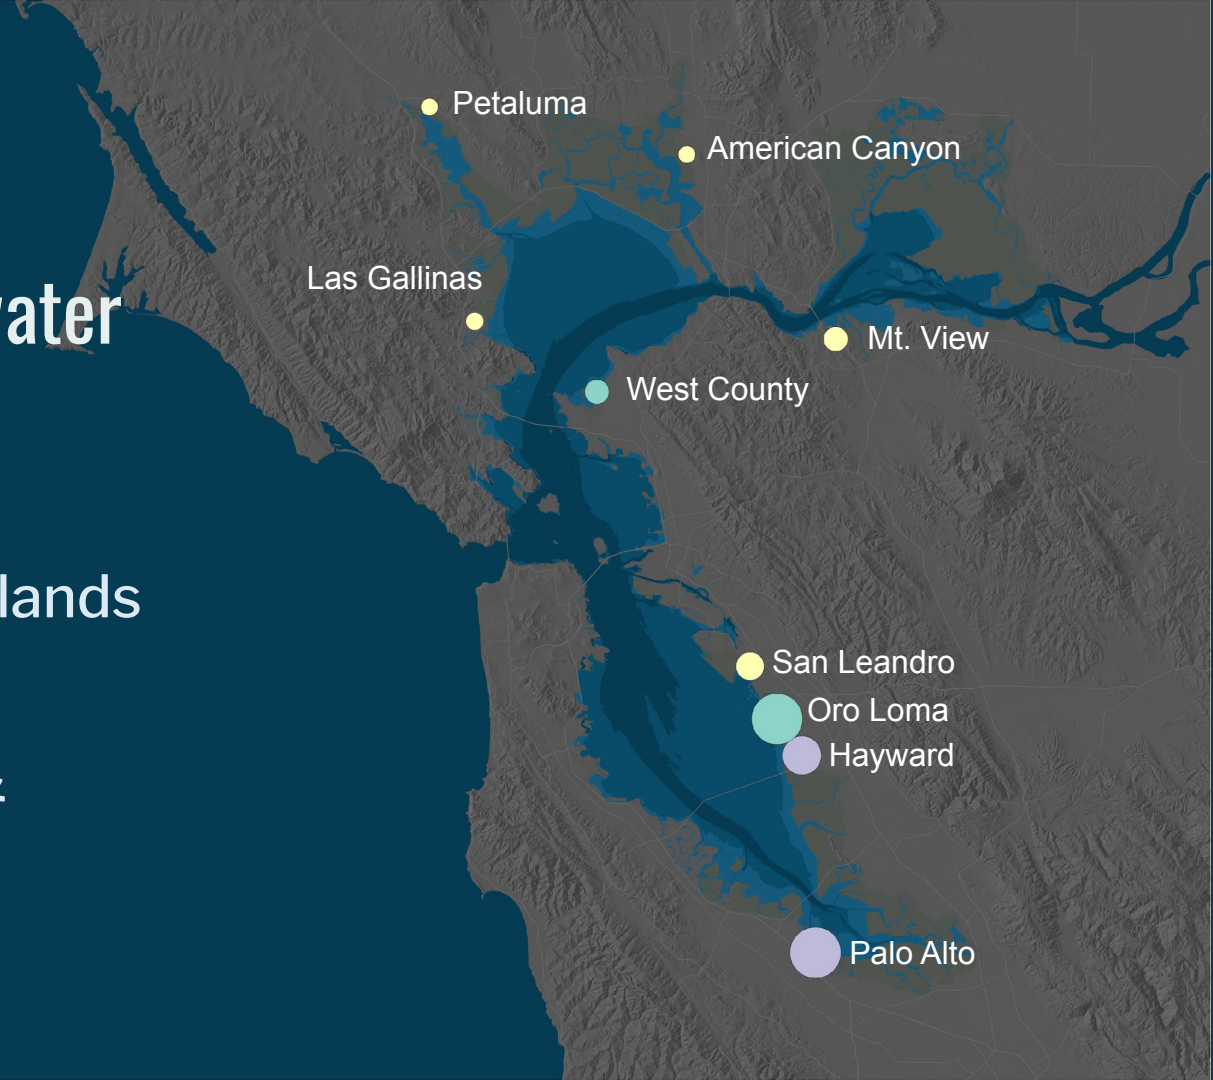 Petaluma
American Canyon
Las Gallinas
Mt. View
West County
San Leandro
Oro Loma
Hayward
Palo Alto
ater
lands